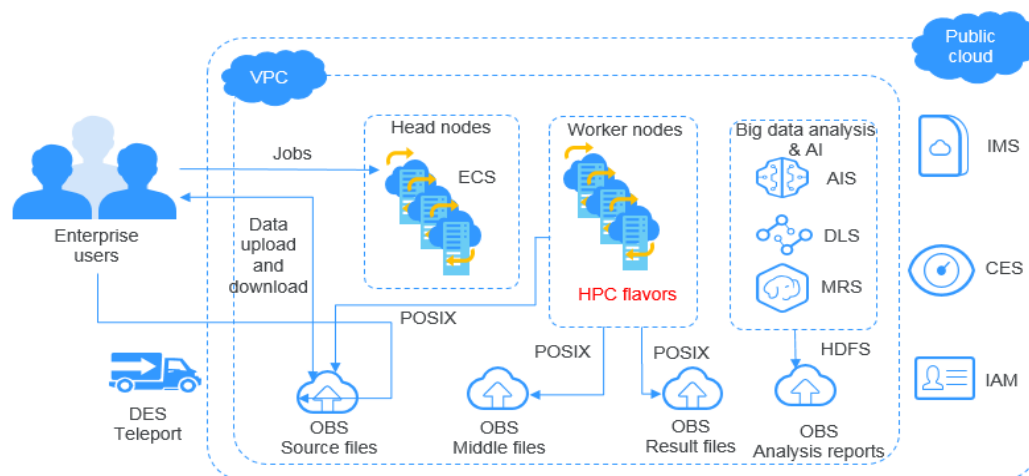 Public
cloud
VPC
Head nodes
Worker nodes
Big data analysis
& AI
Jobs
ECS
AIS
IMS
Enterprise
users
Data
upload
and
download
DLS
MRS
CES
HPC flavors
POSIX
POSIX
POSIX
HDFS
IAM
DES
Teleport
OBS
Source files
OBS
Middle files
OBS
Result files
OBS
Analysis reports